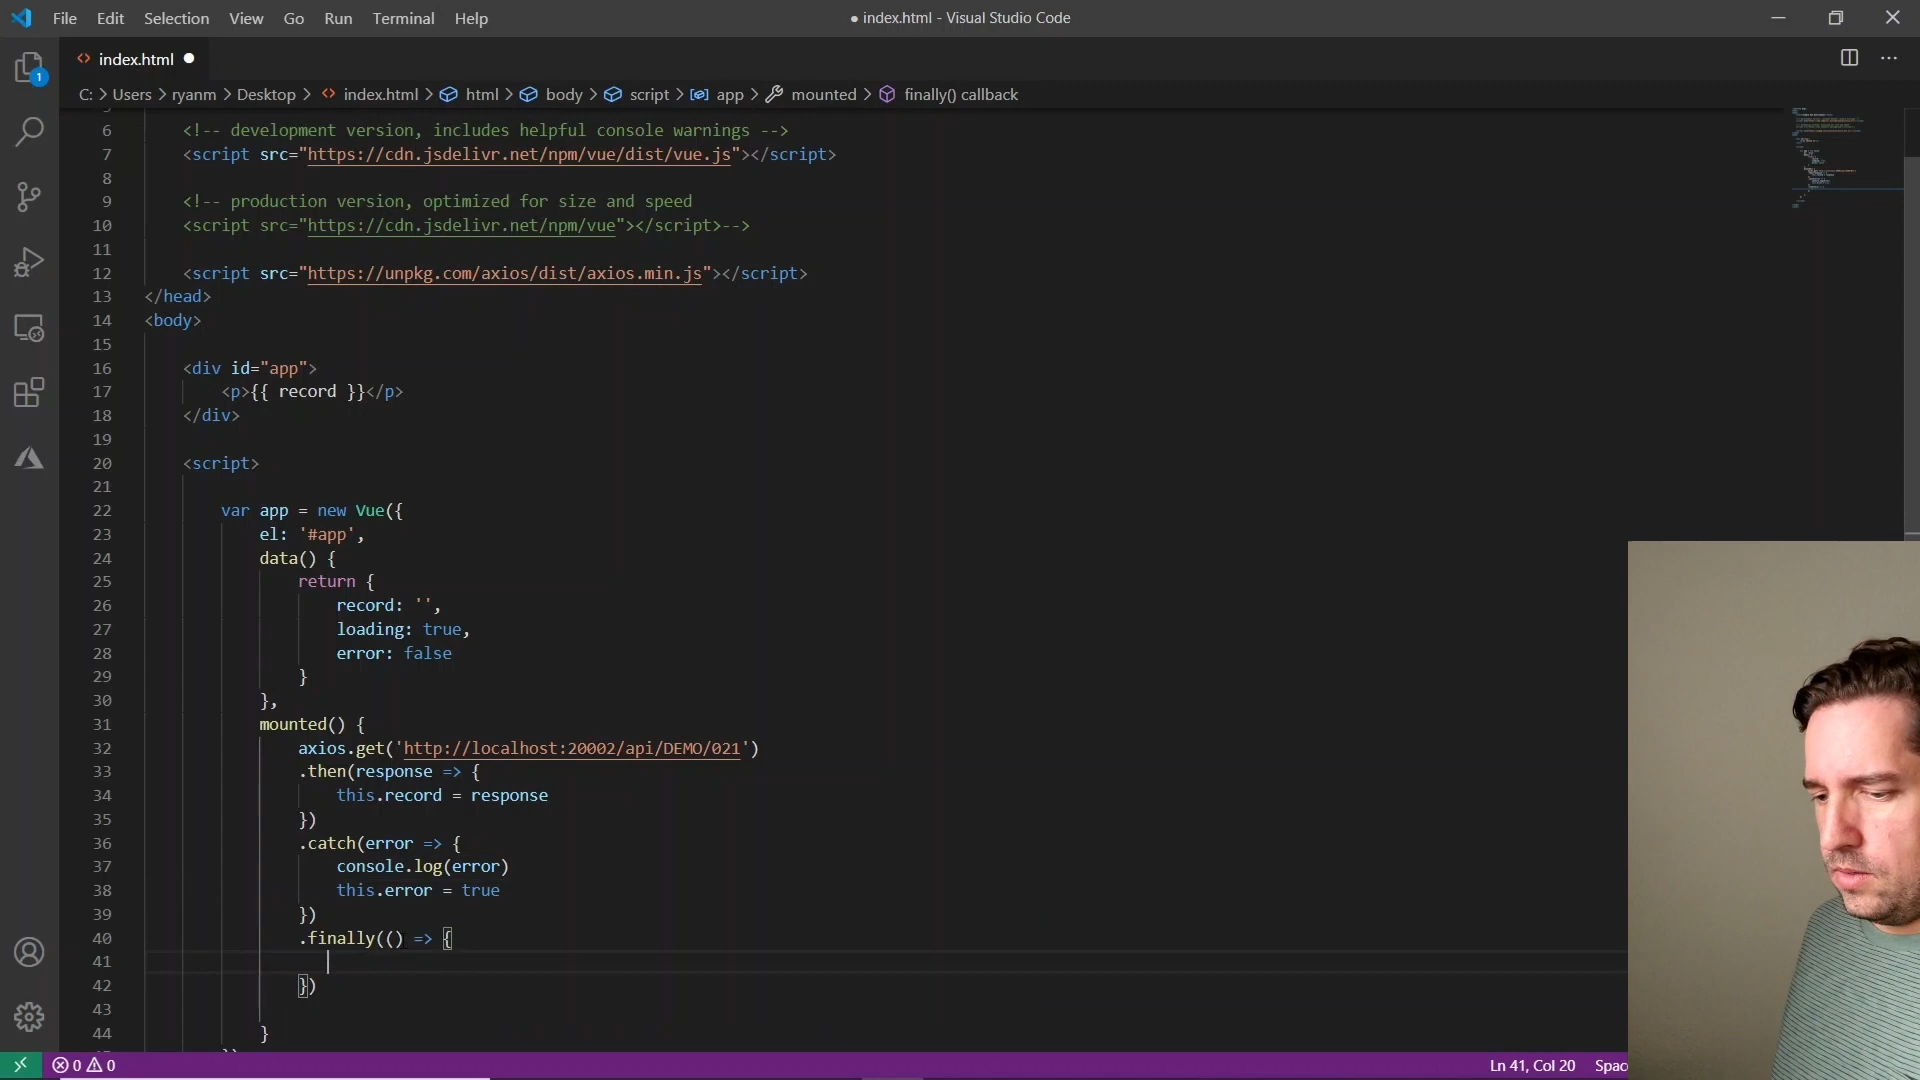 File Edit Selection View Go Run Terminal Help
● index.html - Visual Studio Code
index.html ●
1
C: > Users > ryanm > Desktop > index.html > html > body > script > app > mounted > finally() callback
6 <!-- development version, includes helpful console warnings -->
7 <script src="https://cdn.jsdelivr.net/npm/vue/dist/vue.js"></script>
8
9 <!-- production version, optimized for size and speed
10 <script src="https://cdn.jsdelivr.net/npm/vue"></script>-->
11
12 <script src="https://unpkg.com/axios/dist/axios.min.js"></script>
13 </head>
14 <body>
15
16 <div id="app">
17 <p>{{ record }}</p>
18 </div>
19
20 <script>
21
22 var app = new Vue({
23 el: '#app',
24 data() {
25 return {
26 record: '',
27 loading: true,
28 error: false
29 }
30 },
31 mounted() {
32 axios.get('http://localhost:20002/api/DEMO/021')
33 .then(response => {
34 this.record = response
35 })
36 .catch(error => {
37 console.log(error)
38 this.error = true
39 })
40 .finally(() => {
41
42 })
43
44 }
0 0
Ln 41, Col 20